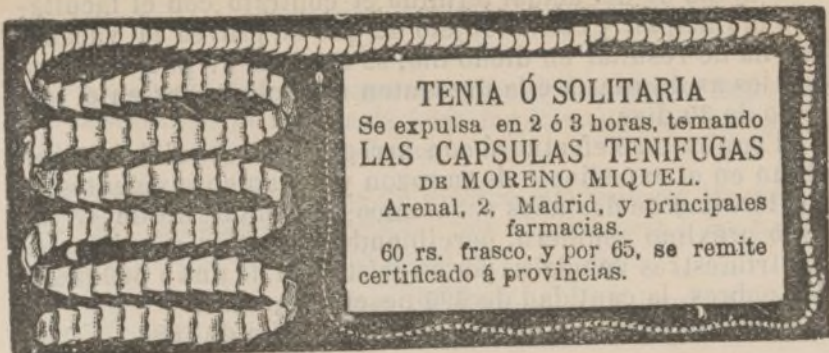 TENIA Ó SOLITARIA
Se expulsa en 2 ó 3 horas, tomando
LAS CAPSULAS TENIFUGAS
DE MORENO MIQUEL.
Arenal, 2, Madrid, y principales
farmacias.
60 rs. frasco, y por 65, se remite
certificado á provincias.